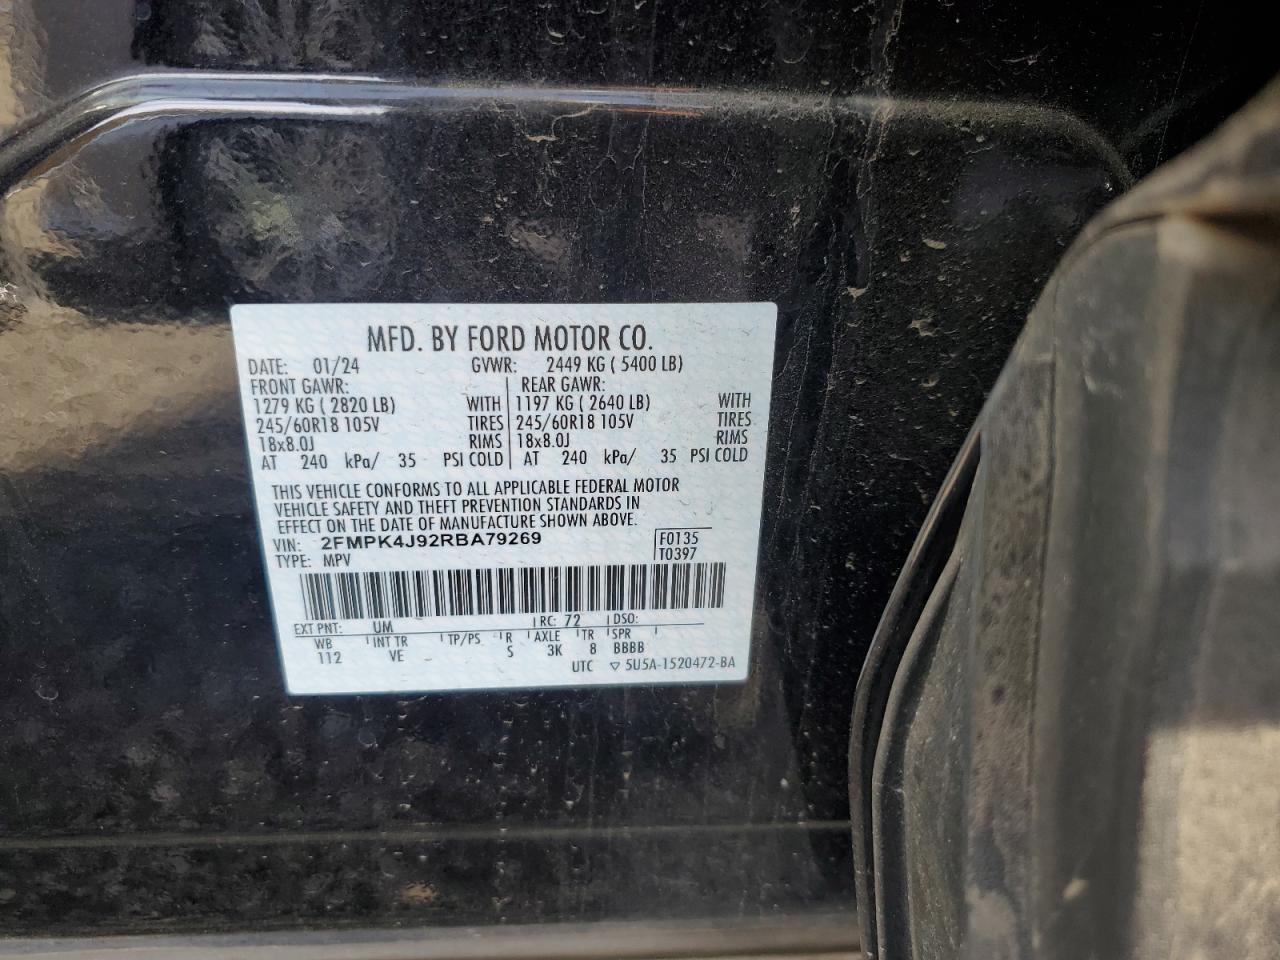 MFD. BY FORD MOTOR CO.
DATE: 01/24 GVWR: 2449 KG ( 5400 LB)
FRONT GAWR: REAR GAWR:
1279 KG ( 2820 LB) WITH 1197 KG ( 2640 LB) WITH
245/60R18 105V TIRES 245/60R18 105V TIRES
18x8.0J RIMS 18x8.0J RIMS
AT 240 kPa/ 35 PSI COLD AT 240 kPa/ 35 PSI COLD
THIS VEHICLE CONFORMS TO ALL APPLICABLE FEDERAL MOTOR
VEHICLE SAFETY AND THEFT PREVENTION STANDARDS IN
EFFECT ON THE DATE OF MANUFACTURE SHOWN ABOVE.
VIN: 2FMPK4J92RBA79269 F0135
TYPE: MPV T0397
EXT PNT: UM RC: 72 DSO:
WB INT TR TP/PS R AXLE TR SPR
112 VE S 3K 8 BBBB
UTC ▽ 5U5A-1520472-BA